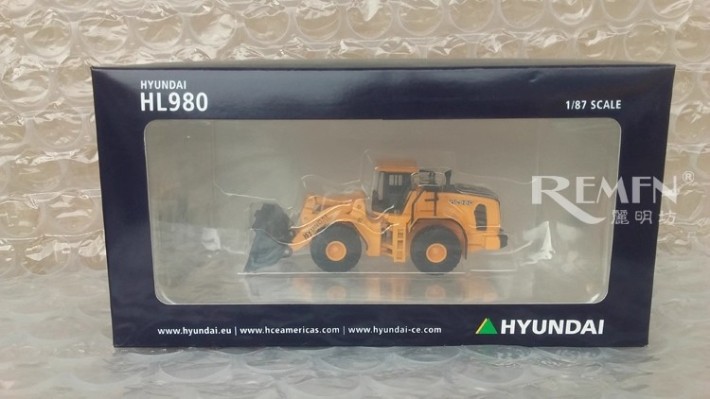 HYUNDAI
HL980
1/87 SCALE
REMFN®
麗明坊
www.hyundai.eu | www.hceamericas.com | www.hyundai-ce.com
HYUNDAI